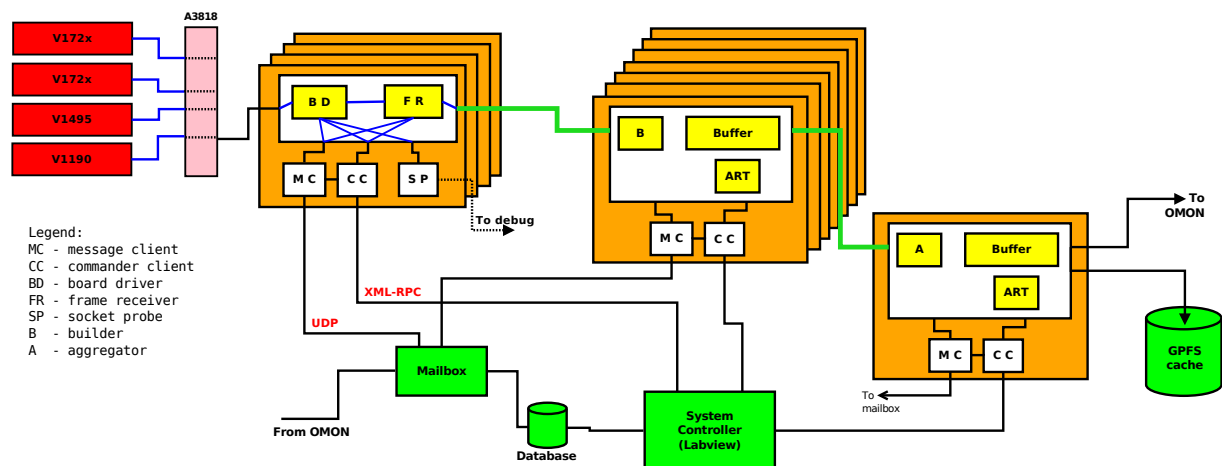 A3818
V172x
V172x
V1495
V1190
B D
F R
M C
C C
S P
To debug
B
Buffer
ART
M C
C C
To
OMON
A
Buffer
ART
M C
C C
GPFS
cache
To
mailbox
Legend:
MC - message client
CC - commander client
BD - board driver
FR - frame receiver
SP - socket probe
B - builder
A - aggregator
XML-RPC
UDP
Mailbox
From OMON
Database
System
Controller
(Labview)